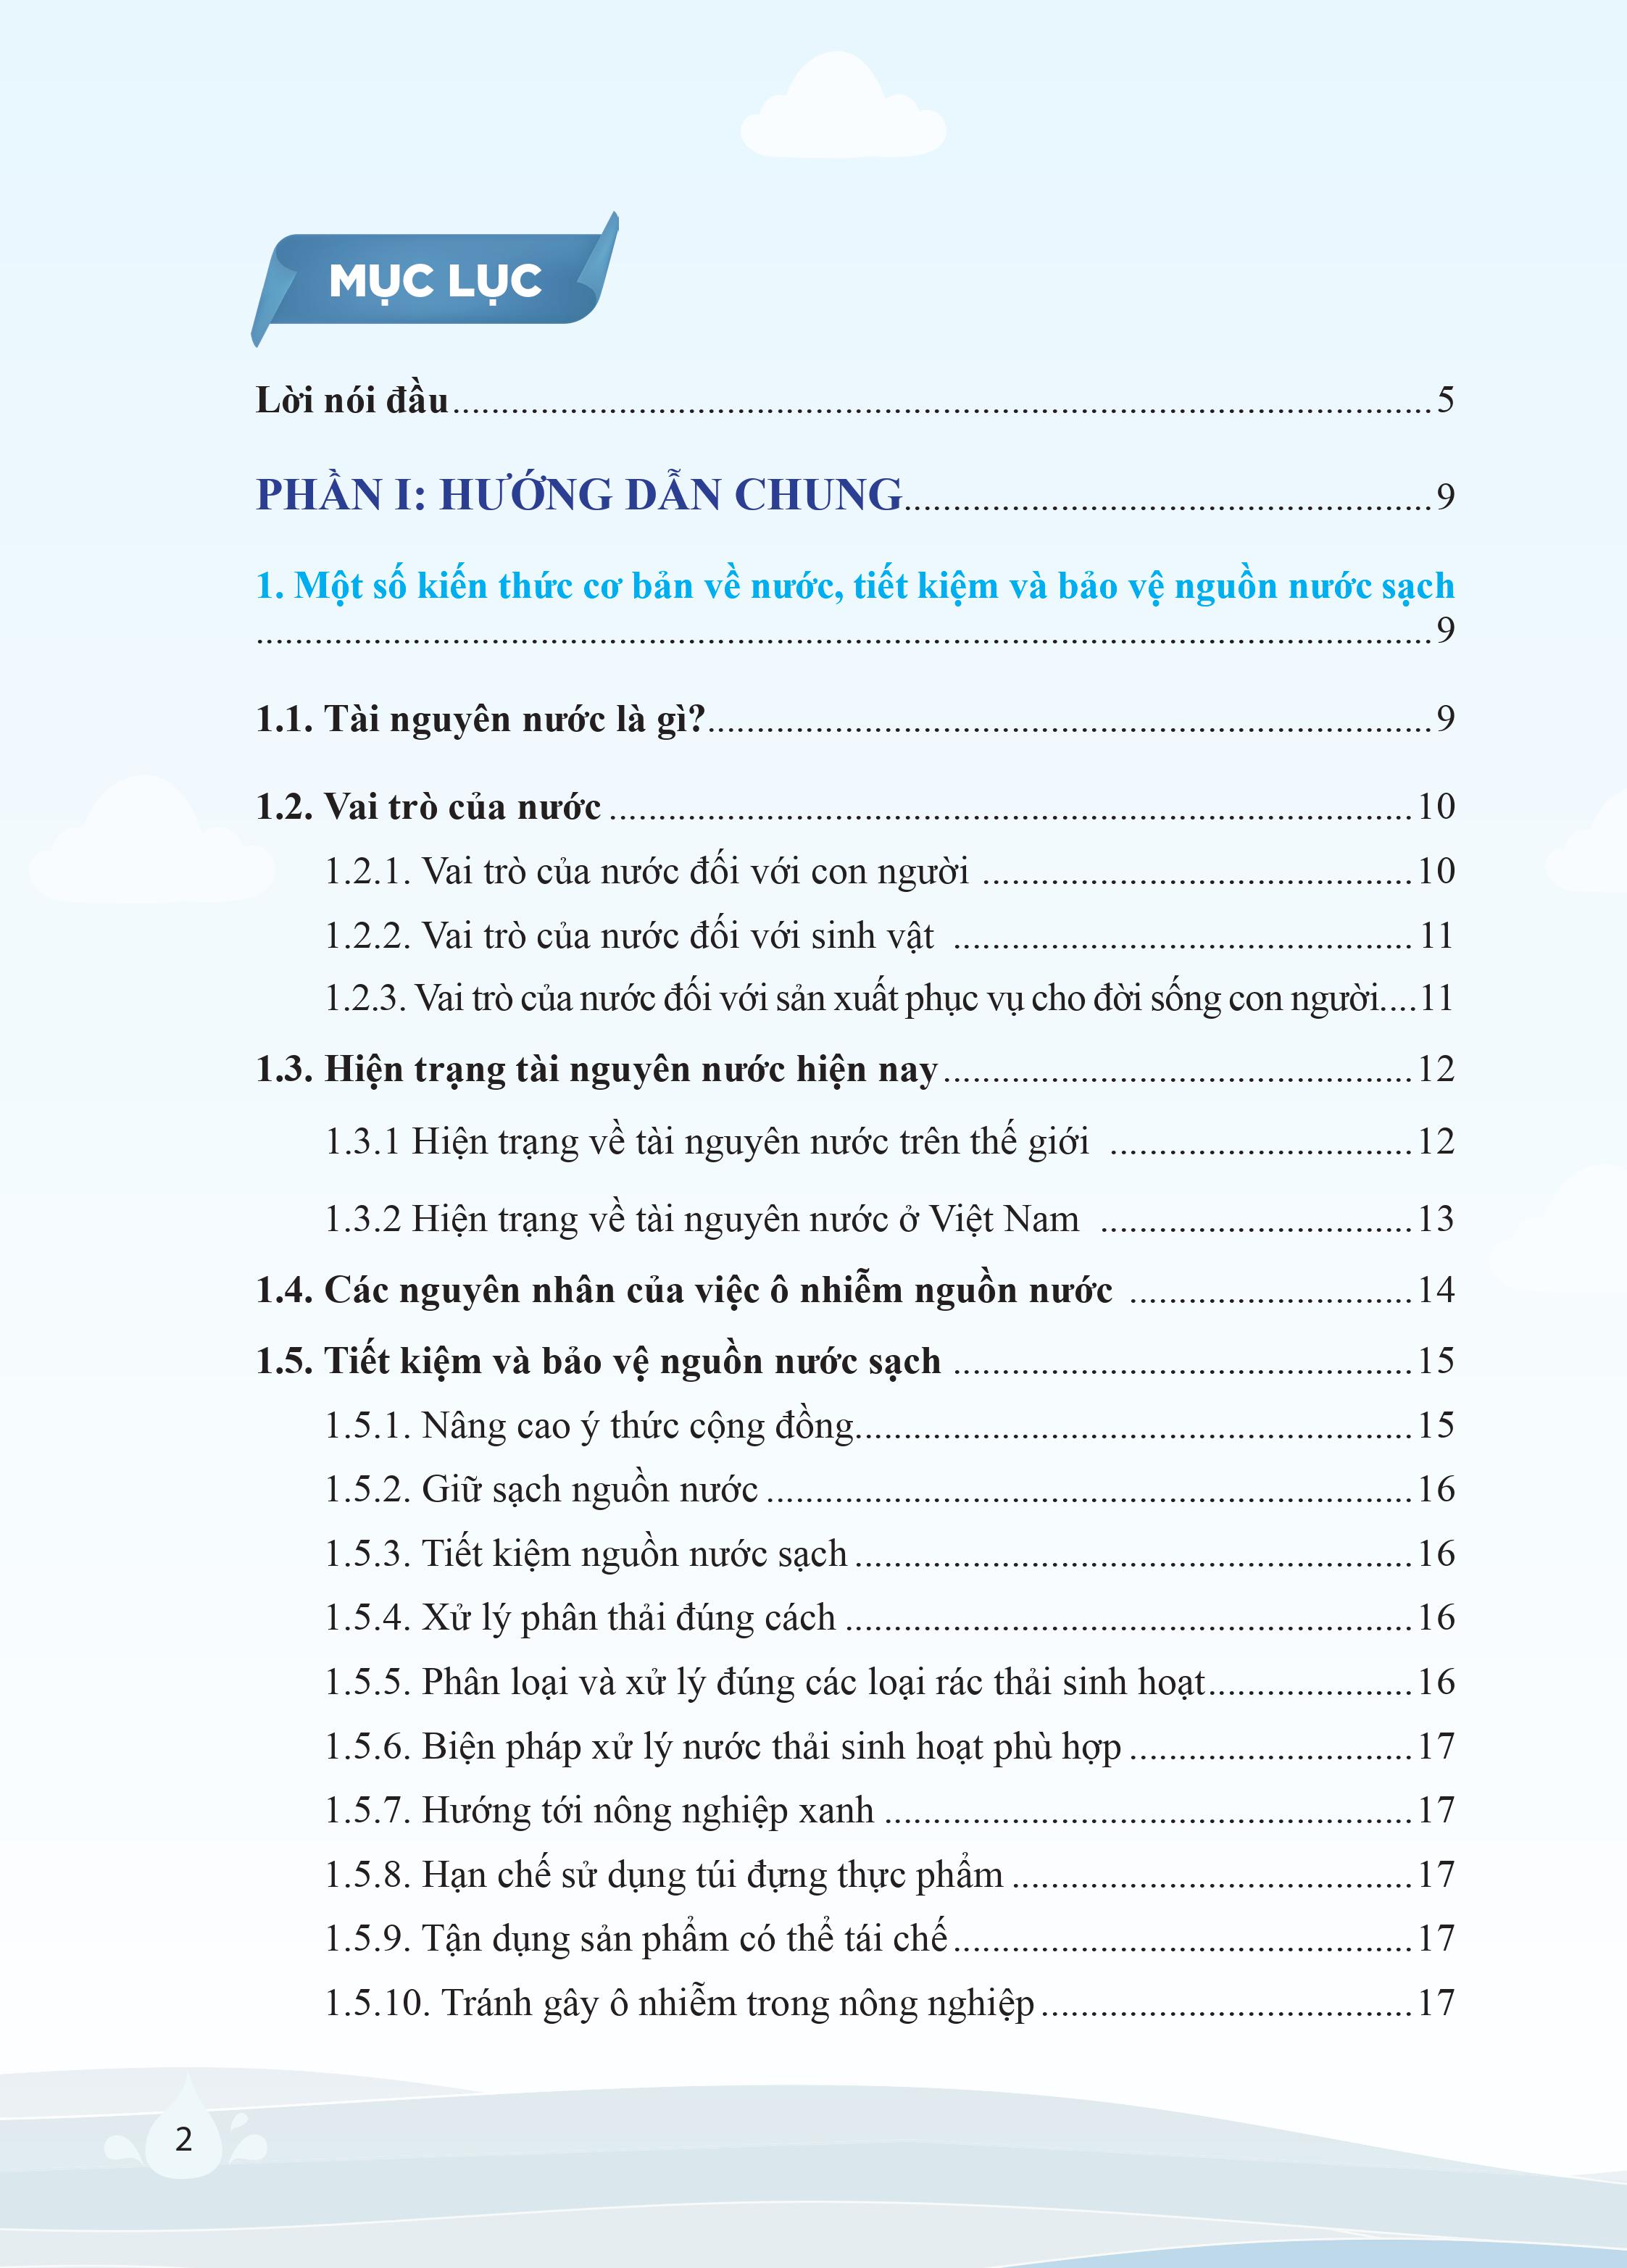 MỤC LỤC
Lời nói đầu.....................................................................................................5
PHẦN I: HƯỚNG DẪN CHUNG......................................................9
1. Một số kiến thức cơ bản về nước, tiết kiệm và bảo vệ nguồn nước sạch
.........................................................................................................................9
1.1. Tài nguyên nước là gì?...........................................................................9
1.2. Vai trò của nước ..................................................................................10
1.2.1. Vai trò của nước đối với con người ............................................10
1.2.2. Vai trò của nước đối với sinh vật ............................................... 11
1.2.3. Vai trò của nước đối với sản xuất phục vụ cho đời sống con người....11
1.3. Hiện trạng tài nguyên nước hiện nay................................................12
1.3.1 Hiện trạng về tài nguyên nước trên thế giới ...............................12
1.3.2 Hiện trạng về tài nguyên nước ở Việt Nam ................................13
1.4. Các nguyên nhân của việc ô nhiễm nguồn nước .............................14
1.5. Tiết kiệm và bảo vệ nguồn nước sạch ...............................................15
1.5.1. Nâng cao ý thức cộng đồng.........................................................15
1.5.2. Giữ sạch nguồn nước ..................................................................16
1.5.3. Tiết kiệm nguồn nước sạch .........................................................16
1.5.4. Xử lý phân thải đúng cách ..........................................................16
1.5.5. Phân loại và xử lý đúng các loại rác thải sinh hoạt.....................16
1.5.6. Biện pháp xử lý nước thải sinh hoạt phù hợp .............................17
1.5.7. Hướng tới nông nghiệp xanh ......................................................17
1.5.8. Hạn chế sử dụng túi đựng thực phẩm .........................................17
1.5.9. Tận dụng sản phẩm có thể tái chế...............................................17
1.5.10. Tránh gây ô nhiễm trong nông nghiệp ......................................17
2